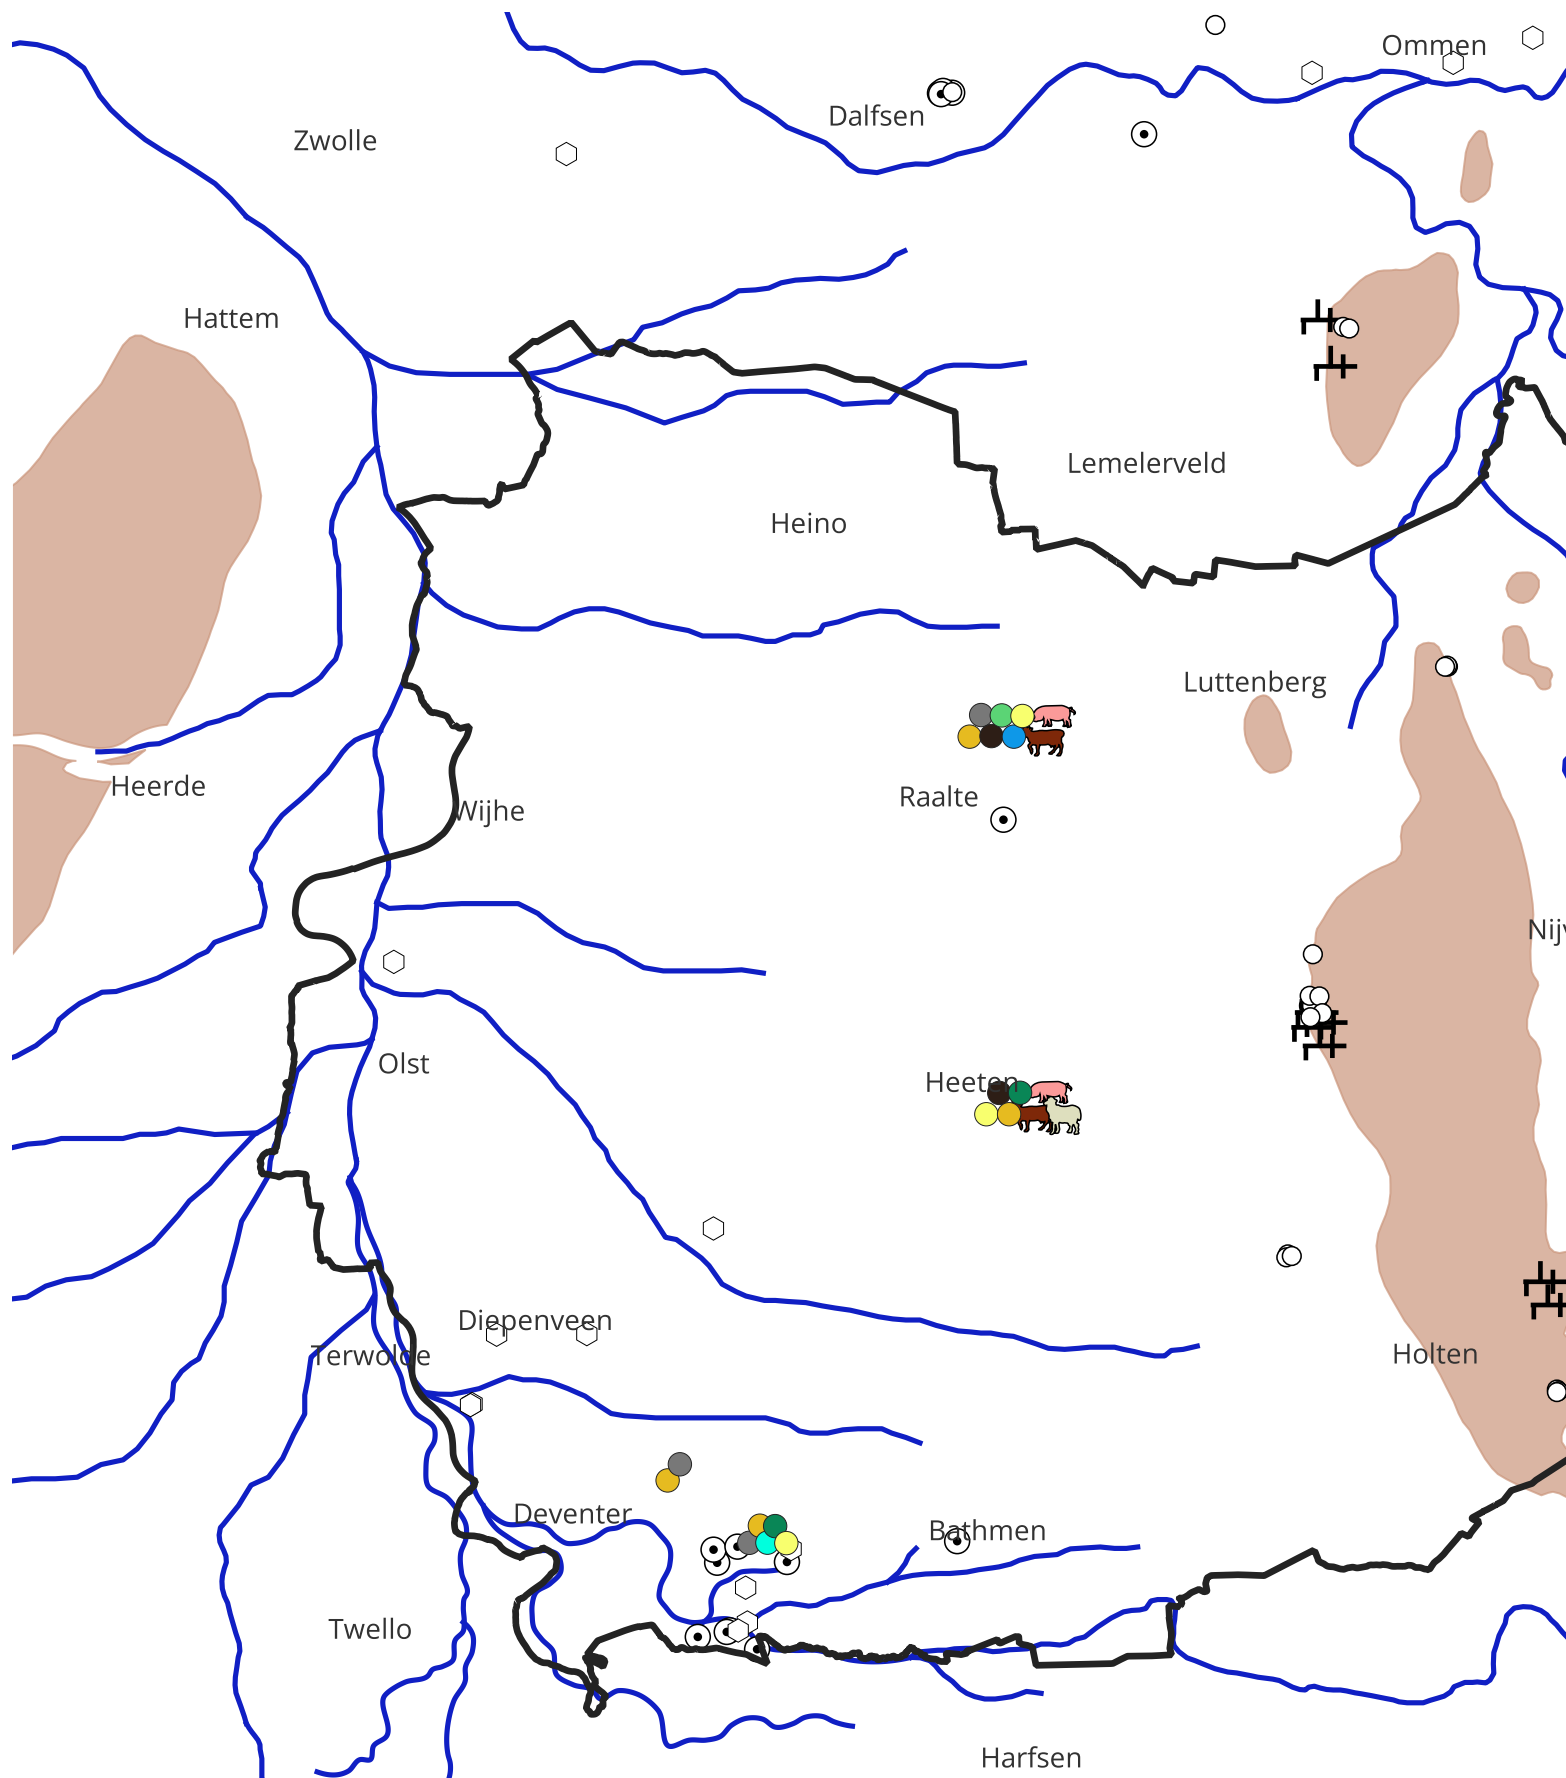 Ommen
Dalfsen
Zwolle
Hattem
Lemelerveld
Heino
Luttenberg
Heerde
Raalte
Wijhe
Nijv
Olst
Heeten
Diepenveen
Terwolde
Holten
Deventer
Bathmen
Twello
Harfsen